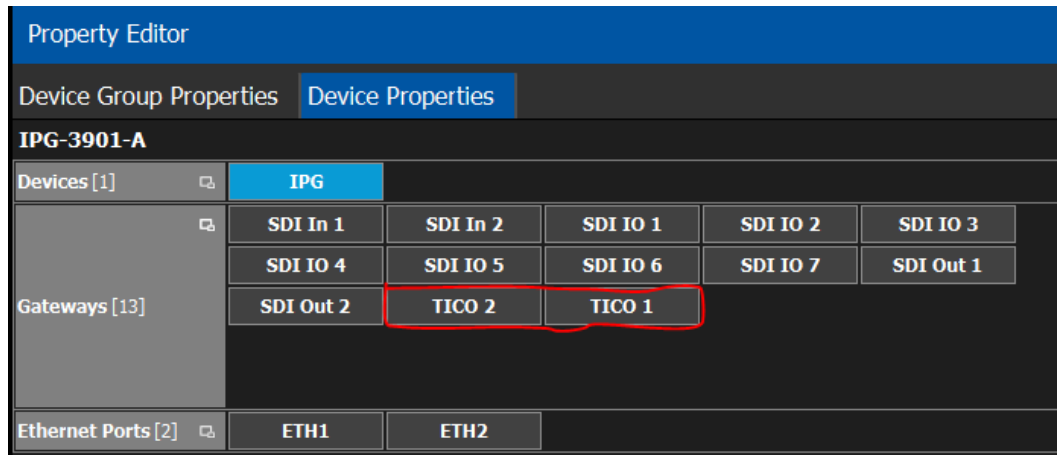 Property Editor
Device Group Properties Device Properties
IPG-3901-A
Devices [1] IPG
SDI In 1 SDI In 2 SDI IO 1 SDI IO 2 SDI IO 3
SDI IO 4 SDI IO 5 SDI IO 6 SDI IO 7 SDI Out 1
Gateways [13] SDI Out 2 TICO 2 TICO 1
Ethernet Ports [2] ETH1 ETH2